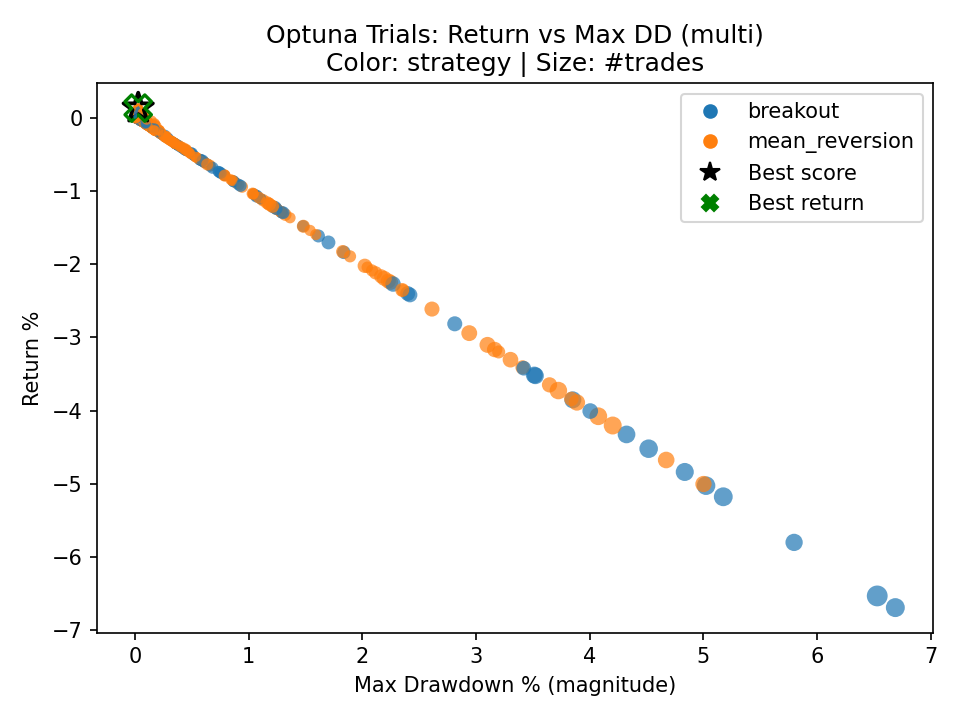 Optuna Trials: Return vs Max DD (multi)
Color: strategy | Size: #trades
breakout
mean_reversion
Best score
Best return
0
−1
−2
−3
−4
−5
−6
−7
Return %
0 1 2 3 4 5 6 7
Max Drawdown % (magnitude)